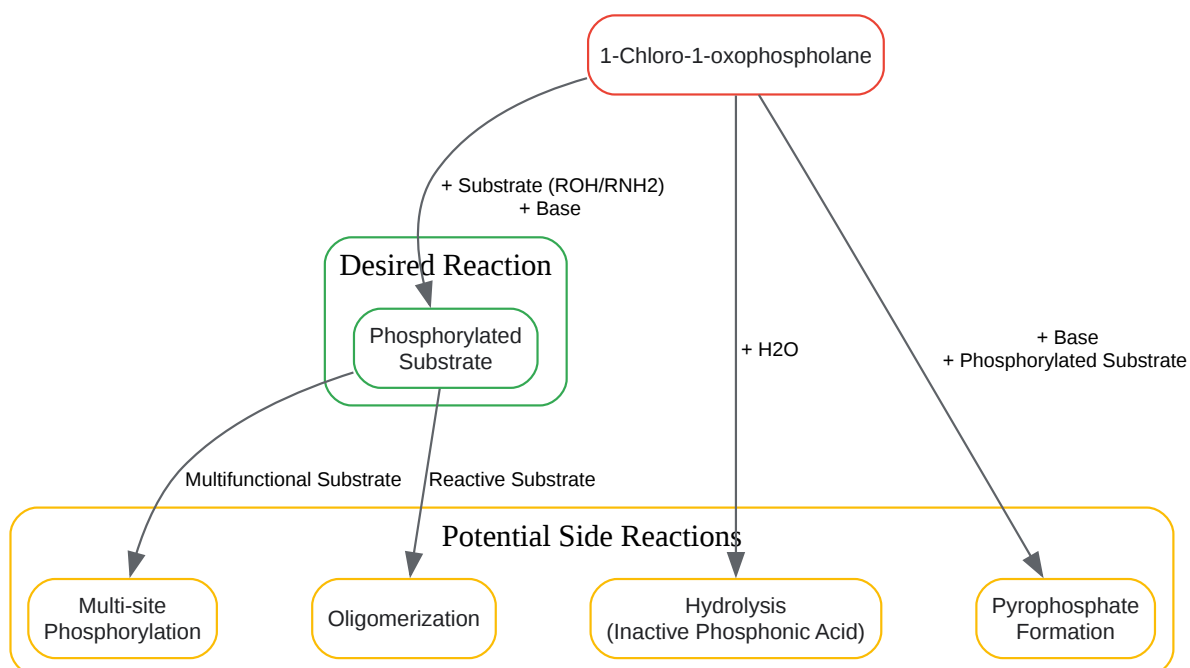 1-Chloro-1-oxophospholane
+ Substrate (ROH/RNH2)
+ Base
Desired Reaction
Phosphorylated
Substrate
+ H2O
+ Base
+ Phosphorylated Substrate
Multifunctional Substrate
Reactive Substrate
Potential Side Reactions
Multi-site
Phosphorylation
Oligomerization
Hydrolysis
(Inactive Phosphonic Acid)
Pyrophosphate
Formation